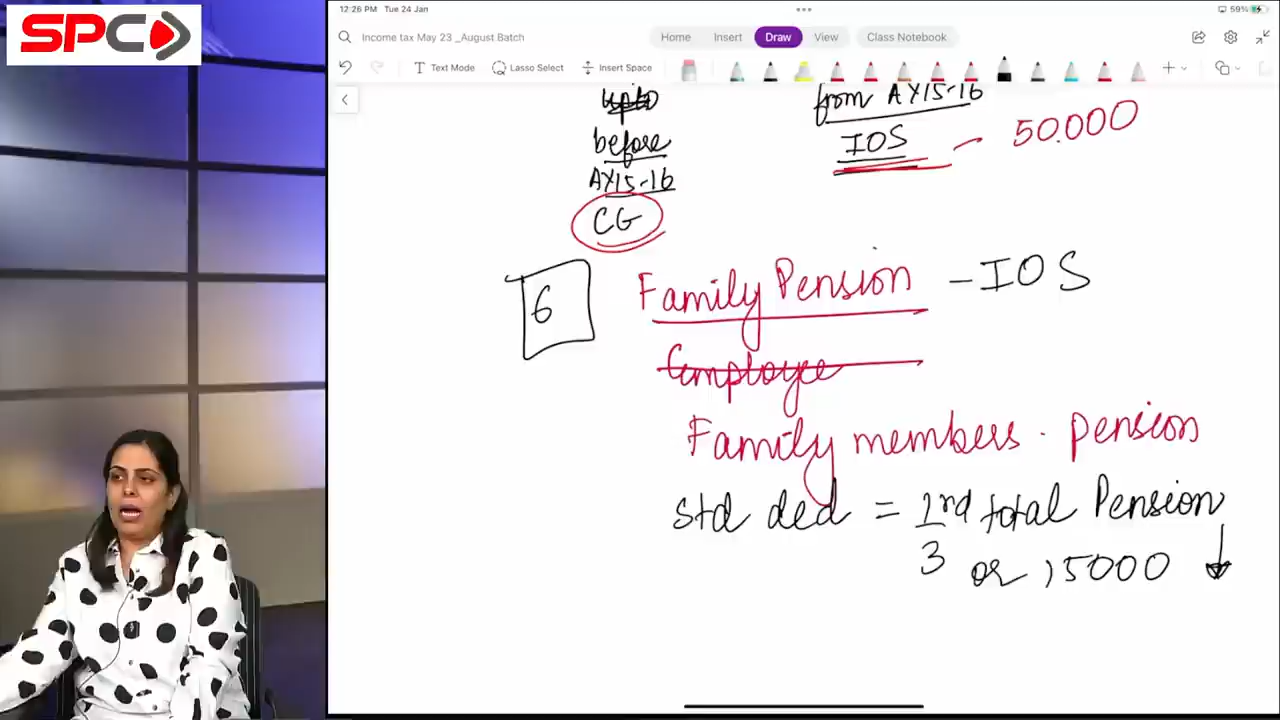 SPC
12:26 PM Tue 24 Jan
59%
Income tax May 23 _August Batch
Home Insert Draw View Class Notebook
Text Mode Lasso Select Insert Space
upto
before
AY15-16
CG
from AY15-16
IOS - 50.000
6 Family Pension - IOS
Employee
Family members. pension
Std ded = 1rd total Pension
3 or 15000 ↓